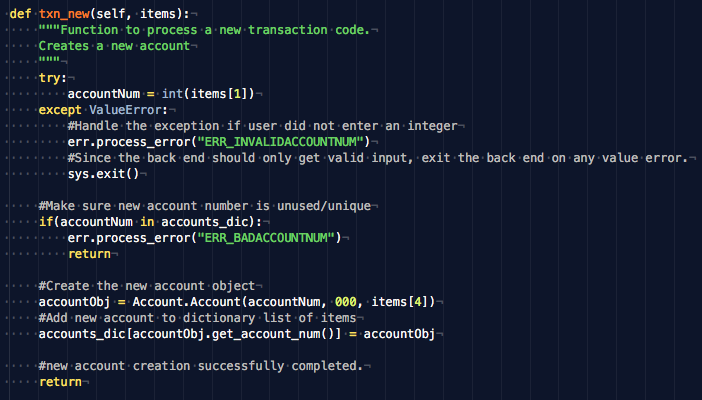 def txn_new(self, items):
    """Function to process a new transaction code.
    Creates a new account
    """
    try:
        accountNum = int(items[1])
    except ValueError:
        #Handle the exception if user did not enter an integer
        err.process_error("ERR_INVALIDACCOUNTNUM")
        #Since the back end should only get valid input, exit the back end on any value error.
        sys.exit()

    #Make sure new account number is unused/unique
    if(accountNum in accounts_dic):
        err.process_error("ERR_BADACCOUNTNUM")
        return

    #Create the new account object
    accountObj = Account.Account(accountNum, 000, items[4])
    #Add new account to dictionary list of items
    accounts_dic[accountObj.get_account_num()] = accountObj

    #new account creation successfully completed.
    return